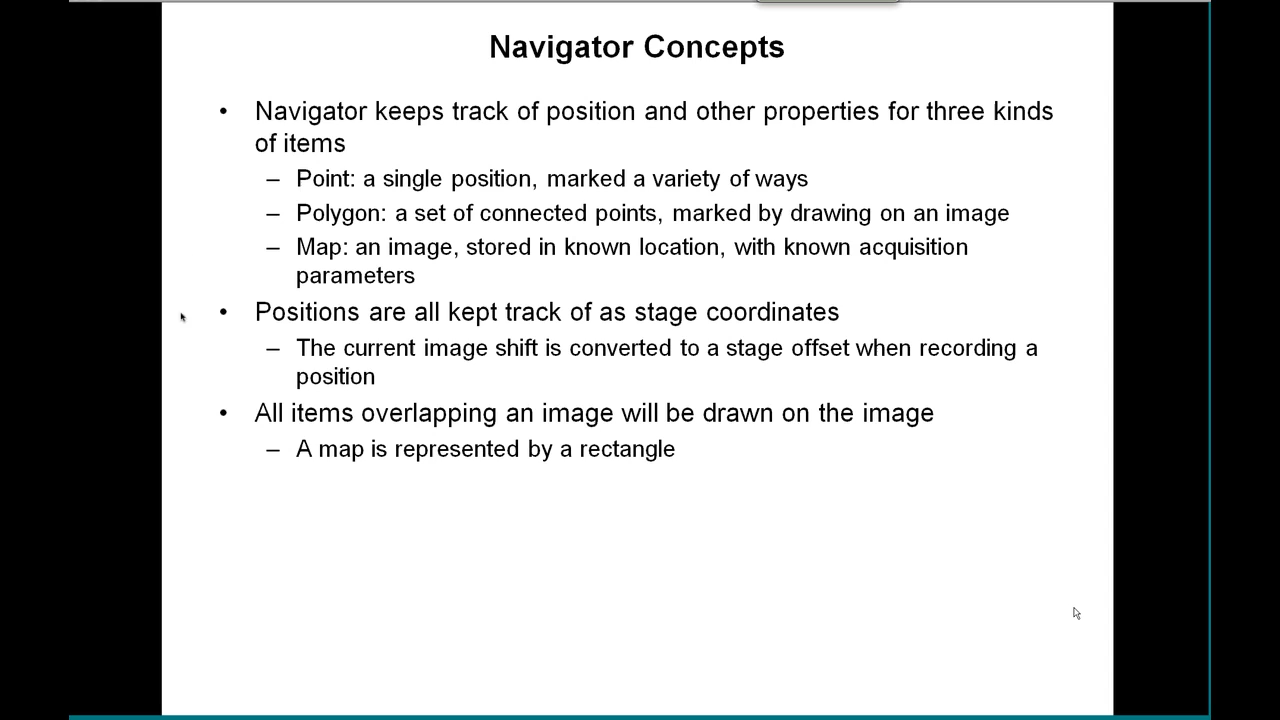 Navigator Concepts
• Navigator keeps track of position and other properties for three kinds
of items
– Point: a single position, marked a variety of ways
– Polygon: a set of connected points, marked by drawing on an image
– Map: an image, stored in known location, with known acquisition
parameters
• Positions are all kept track of as stage coordinates
– The current image shift is converted to a stage offset when recording a
position
• All items overlapping an image will be drawn on the image
– A map is represented by a rectangle